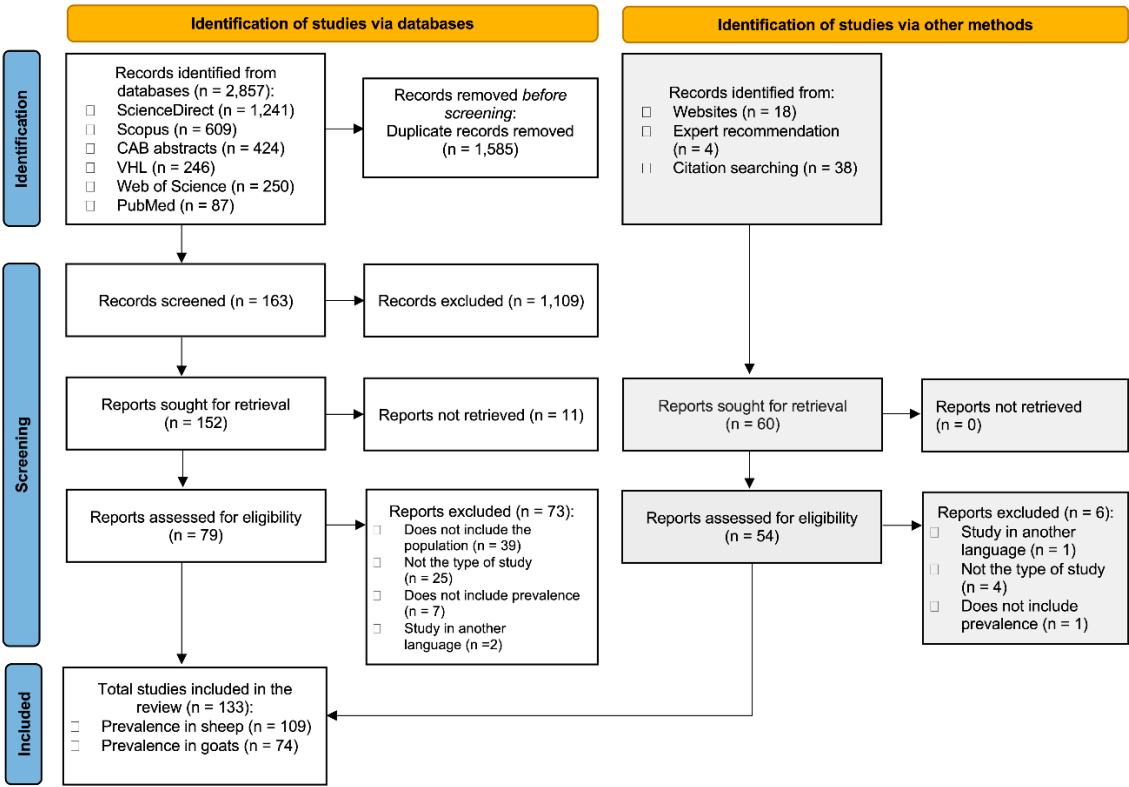 Identification of studies via databases
Identification of studies via other methods
Identification
Records identified from
databases (n = 2,857):
ScienceDirect (n = 1,241)
Scopus (n = 609)
CAB abstracts (n = 424)
VHL (n = 246)
Web of Science (n = 250)
PubMed (n = 87)
Records removed before
screening:
Duplicate records removed
(n = 1,585)
Records identified from:
Websites (n = 18)
Expert recommendation
(n = 4)
Citation searching (n = 38)
Screening
Records screened (n = 163)
Records excluded (n = 1,109)
Reports sought for retrieval
(n = 152)
Reports not retrieved (n = 11)
Reports sought for retrieval
(n = 60)
Reports not retrieved
(n = 0)
Reports assessed for eligibility
(n = 79)
Reports excluded (n = 73):
Does not include the
population (n = 39)
Not the type of study
(n = 25)
Does not include prevalence
(n = 7)
Study in another
language (n =2)
Reports assessed for eligibility
(n = 54)
Reports excluded (n = 6):
Study in another
language (n = 1)
Not the type of study
(n = 4)
Does not include
prevalence (n = 1)
Included
Total studies included in the
review (n = 133):
Prevalence in sheep (n = 109)
Prevalence in goats (n = 74)